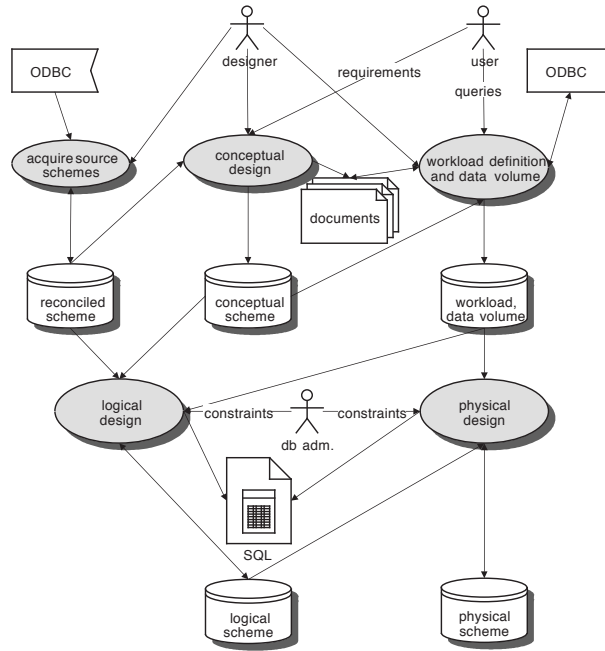 designer
user
requirements
queries
ODBC
ODBC
acquire source
schemes
conceptual
design
workload definition
and data volume
documents
reconciled
scheme
conceptual
scheme
workload,
data volume
logical
design
constraints
constraints
physical
design
db adm.
SQL
logical
scheme
physical
scheme